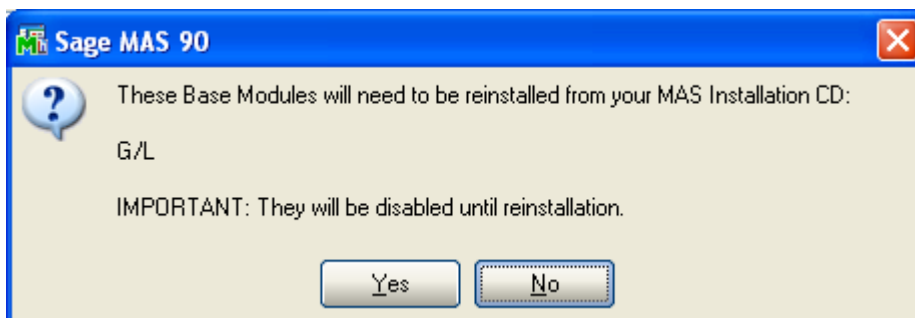 Sage MAS 90
These Base Modules will need to be reinstalled from your MAS Installation CD:
G/L
IMPORTANT: They will be disabled until reinstallation.
Yes No